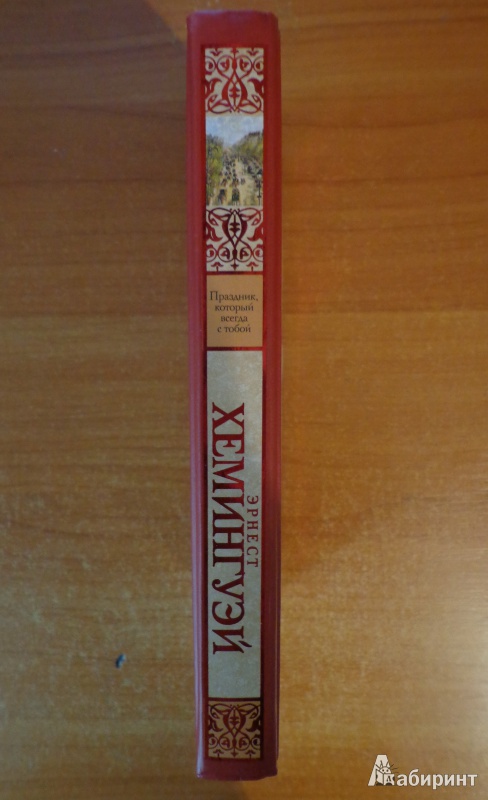 Праздник,
который
всегда
с тобой
ЭРНЕСТ
ХЕМИНГУЭЙ
Лабиринт